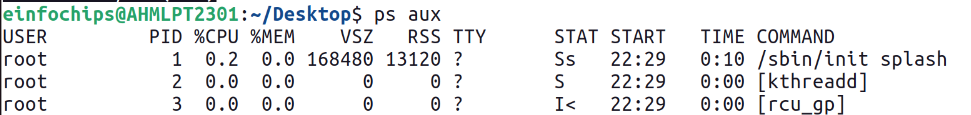 einfochips@AHMLPT2301:~/Desktop$ ps aux
USER         PID %CPU %MEM    VSZ   RSS TTY      STAT START   TIME COMMAND
root           1  0.2  0.0 168480 13120 ?        Ss   22:29   0:10 /sbin/init splash
root           2  0.0  0.0      0     0 ?        S    22:29   0:00 [kthreadd]
root           3  0.0  0.0      0     0 ?        I<   22:29   0:00 [rcu_gp]